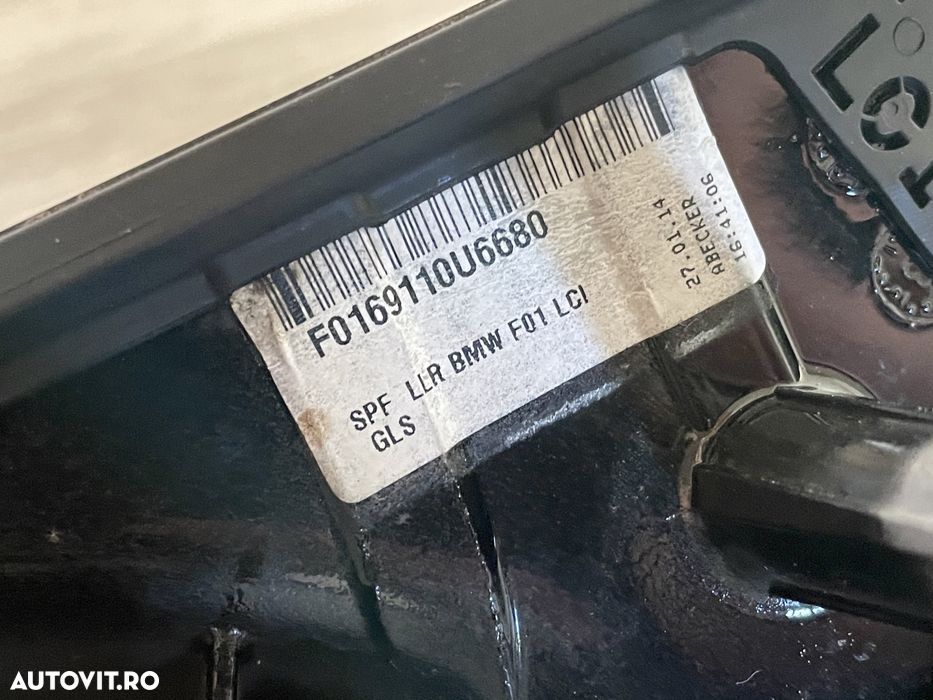 F0169110U6680
SPF LLR BMW F01 LCI
GLS
27.01.14
ABECKER
16:41:06
AUTOVIT.RO